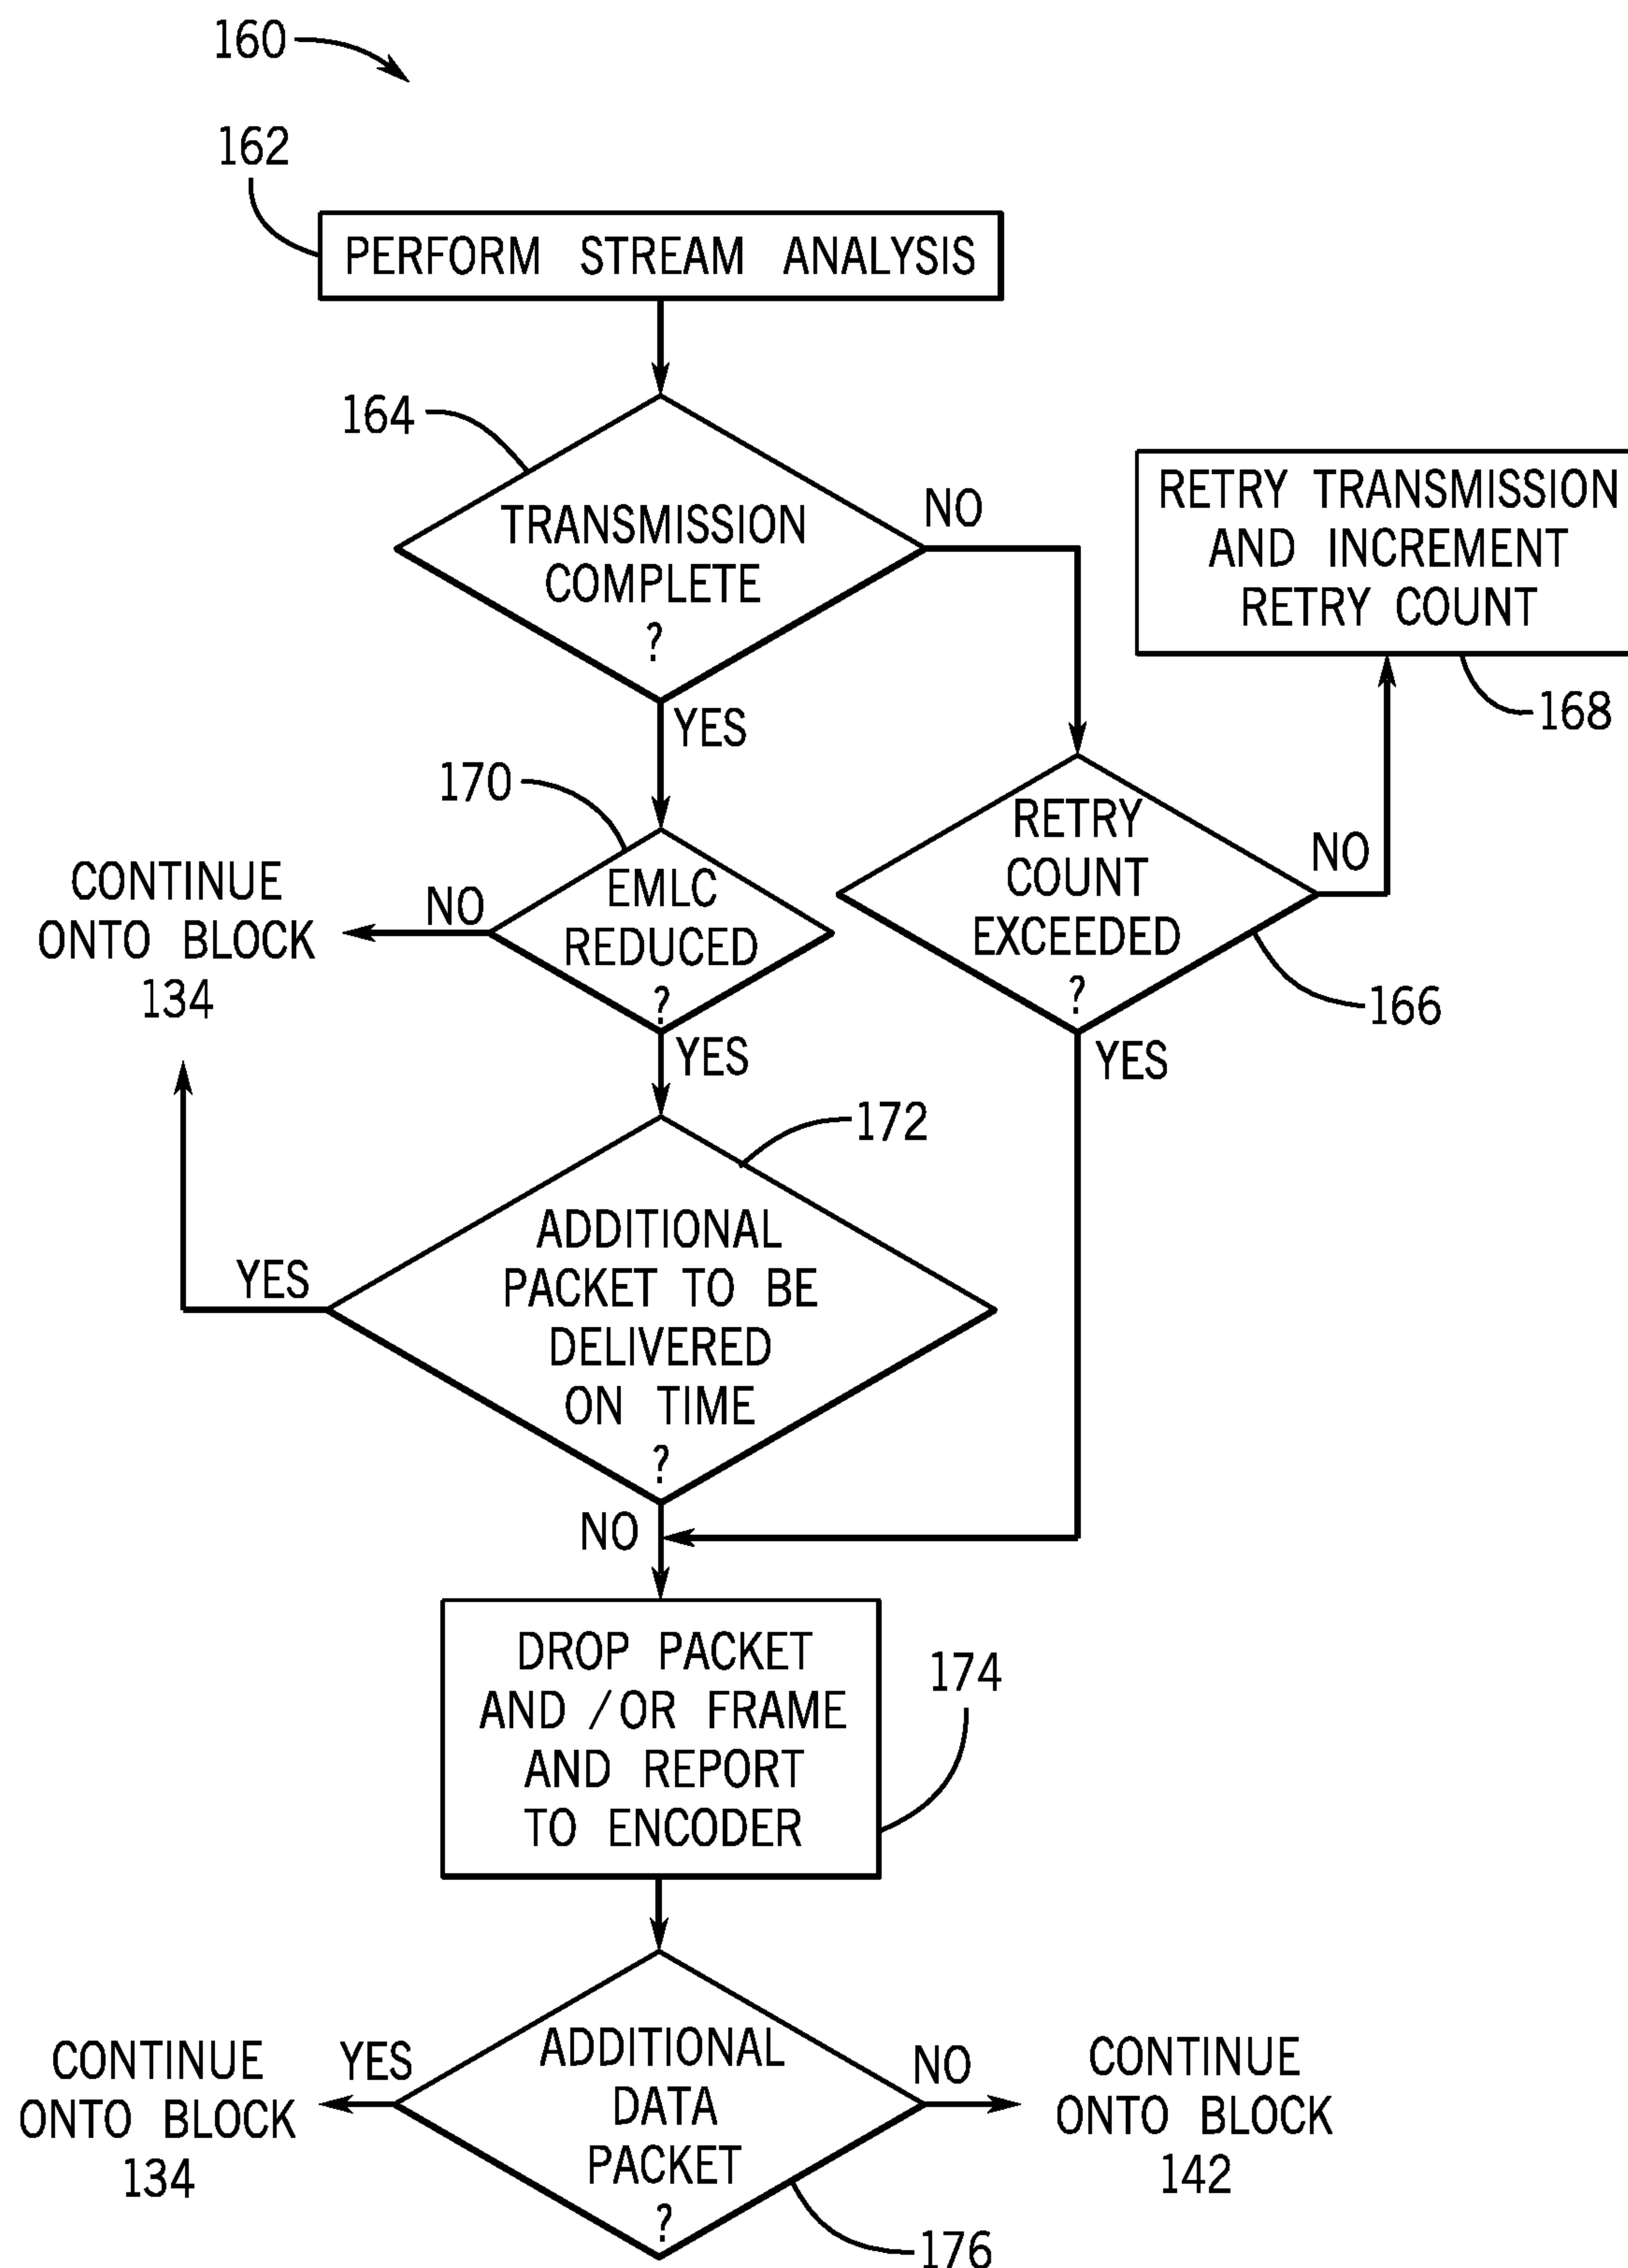 160
162
PERFORM STREAM ANALYSIS
164
TRANSMISSION
COMPLETE
?
NO
YES
RETRY TRANSMISSION
AND INCREMENT
RETRY COUNT
168
170
EMLC
REDUCED
?
NO
YES
CONTINUE
ONTO BLOCK
134
RETRY
COUNT
EXCEEDED
?
NO
166
YES
172
ADDITIONAL
PACKET TO BE
DELIVERED
ON TIME
?
YES
NO
DROP PACKET
AND /OR FRAME
AND REPORT
TO ENCODER
174
ADDITIONAL
DATA
PACKET
?
YES
NO
CONTINUE
ONTO BLOCK
134
CONTINUE
ONTO BLOCK
142
176